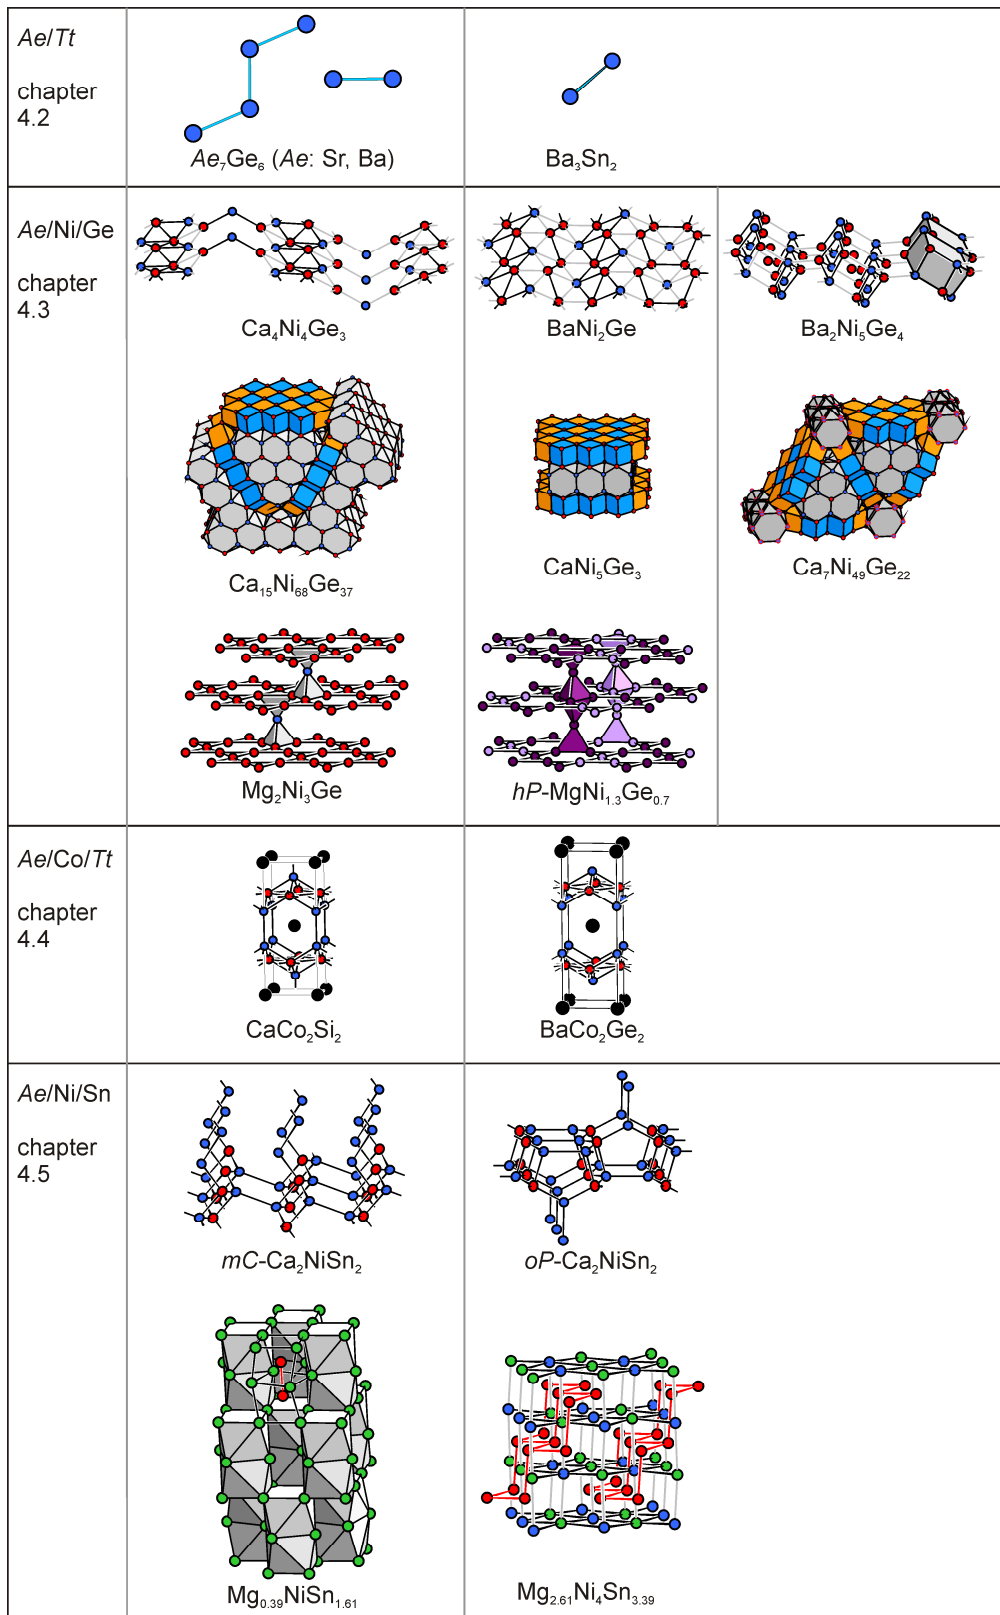 Ae/Tt
chapter
4.2
Ae₇Ge₆ (Ae: Sr, Ba)
Ba₃Sn₂
Ae/Ni/Ge
chapter
4.3
Ca₄Ni₄Ge₃
BaNi₂Ge
Ba₂Ni₅Ge₄
Ca₁₅Ni₆₈Ge₃₇
CaNi₅Ge₃
Ca₇Ni₄₉Ge₂₂
Mg₂Ni₃Ge
hP-MgNi₁.₃Ge₀.₇
Ae/Co/Tt
chapter
4.4
CaCo₂Si₂
BaCo₂Ge₂
Ae/Ni/Sn
chapter
4.5
mC-Ca₂NiSn₂
oP-Ca₂NiSn₂
Mg₀.₃₉NiSn₁.₆₁
Mg₂.₆₁Ni₄Sn₃.₃₉